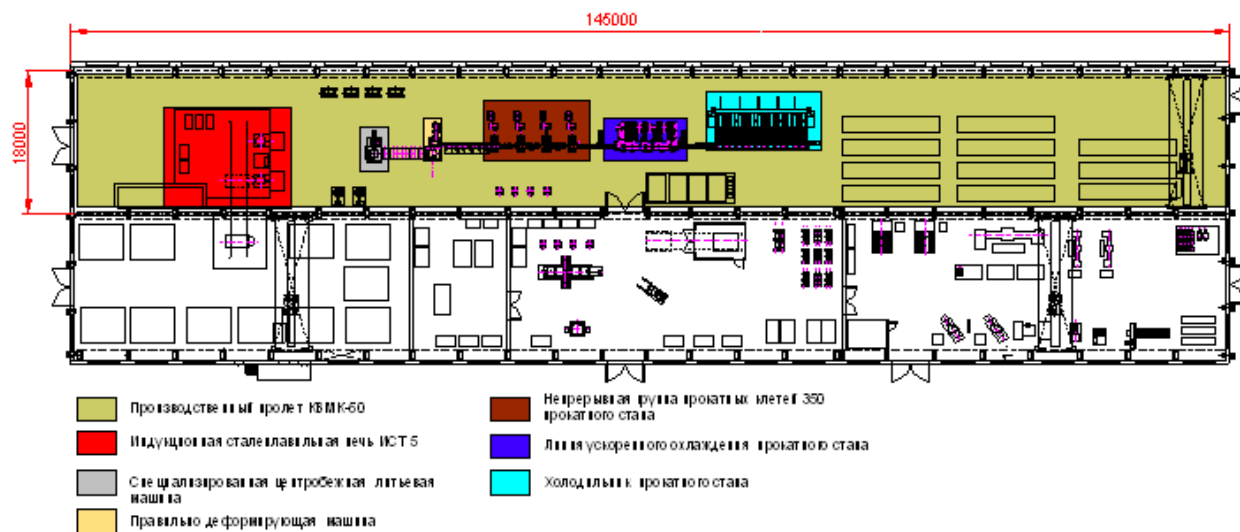 145000
18000
Производственный пролет КВМК-60
Индукционная сталеплавильная печь ИСТ 5
Специализированная центробежная литьевая
машина
Правильно деформирующая машина
Непрерывная группа прокатных клетей 350
прокатного стана
Линия ускоренного охлаждения прокатного стана
Холодильник прокатного стана